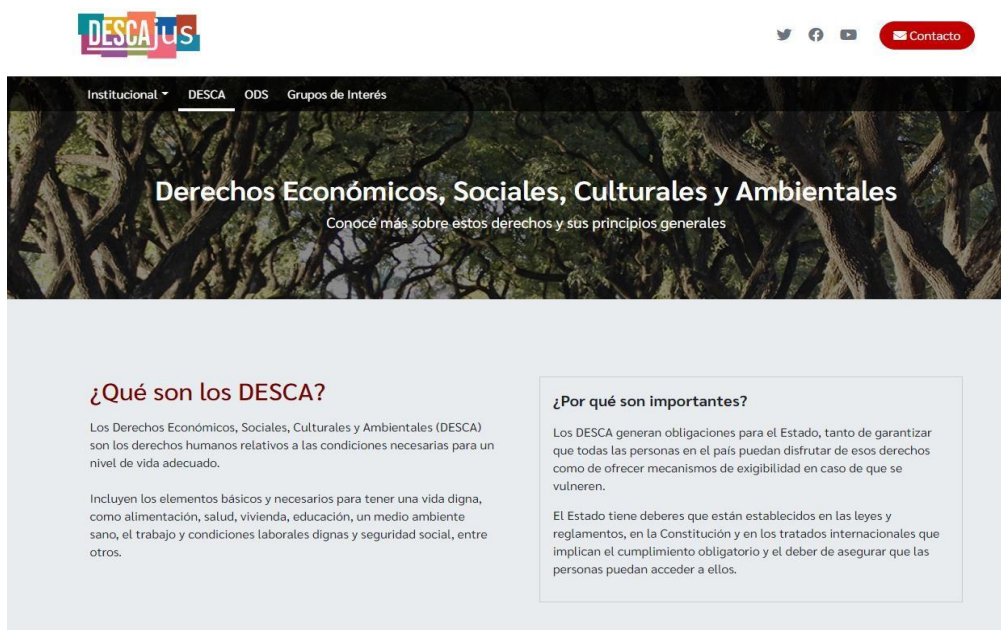 DESCAjus
Contacto
Institucional DESCA ODS Grupos de Interés
Derechos Económicos, Sociales, Culturales y Ambientales
Conocé más sobre estos derechos y sus principios generales
¿Qué son los DESCA?
Los Derechos Económicos, Sociales, Culturales y Ambientales (DESCA)
son los derechos humanos relativos a las condiciones necesarias para un
nivel de vida adecuado.
Incluyen los elementos básicos y necesarios para tener una vida digna,
como alimentación, salud, vivienda, educación, un medio ambiente
sano, el trabajo y condiciones laborales dignas y seguridad social, entre
otros.
¿Por qué son importantes?
Los DESCA generan obligaciones para el Estado, tanto de garantizar
que todas las personas en el país puedan disfrutar de esos derechos
como de ofrecer mecanismos de exigibilidad en caso de que se
vulneren.
El Estado tiene deberes que están establecidos en las leyes y
reglamentos, en la Constitución y en los tratados internacionales que
implican el cumplimiento obligatorio y el deber de asegurar que las
personas puedan acceder a ellos.